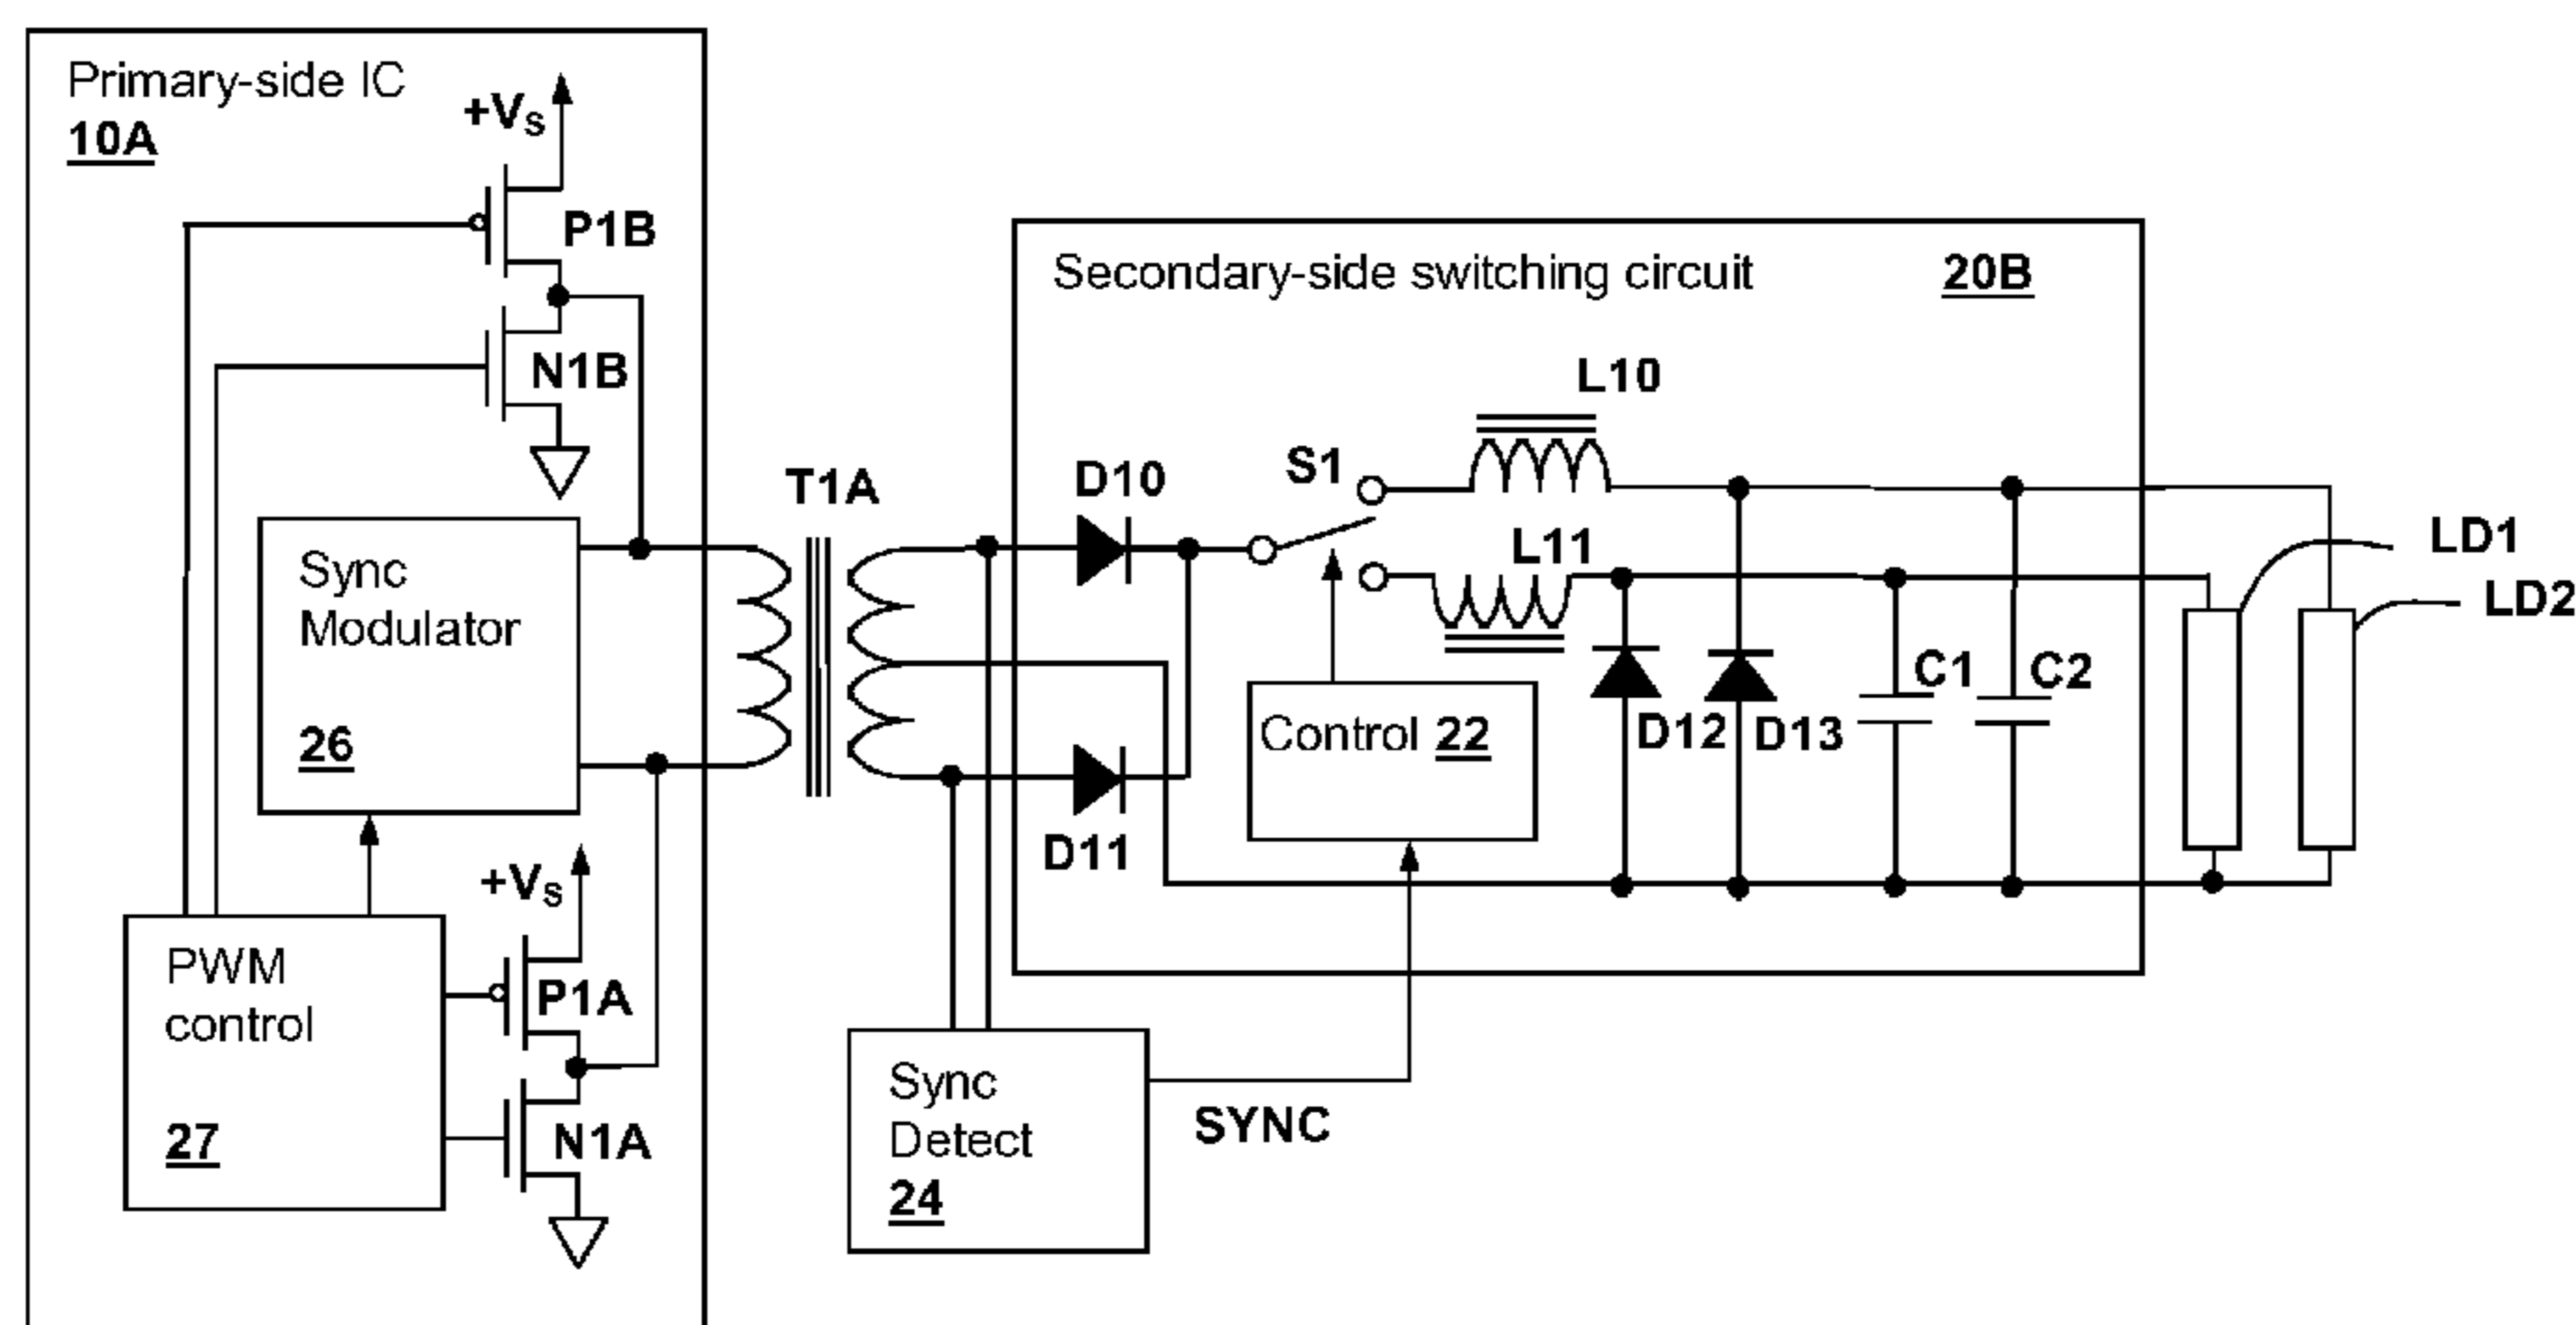 Primary-side IC
10A
+VS
P1B
N1B
Sync
Modulator
26
PWM
control
27
+VS
P1A
N1A
T1A
Secondary-side switching circuit 20B
D10
D11
S1
L10
L11
Control 22
D12
D13
C1
C2
LD1
LD2
Sync
Detect
24
SYNC